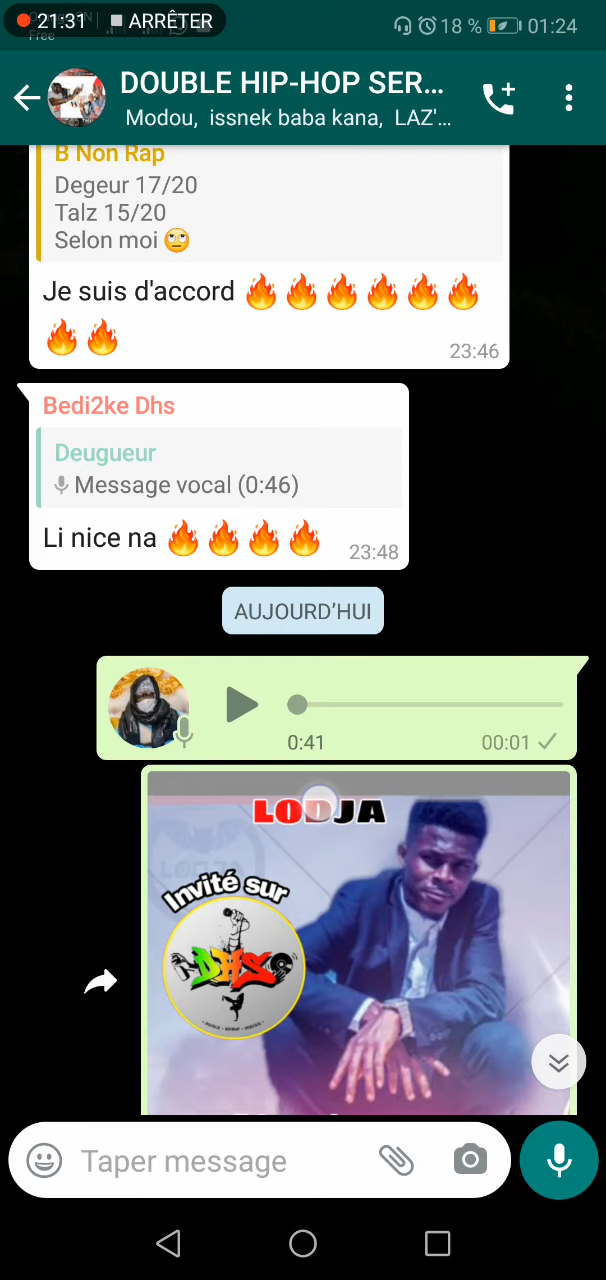 21:31 ARRÊTER
18 % 01:24
Free
DOUBLE HIP-HOP SER...
Modou, issnek baba kana, LAZ'...
B Non Rap
Degeur 17/20
Talz 15/20
Selon moi 🙄
Je suis d'accord 🔥🔥🔥🔥🔥🔥
🔥🔥
23:46
Bedi2ke Dhs
Deugueur
Message vocal (0:46)
Li nice na 🔥🔥🔥🔥
23:48
AUJOURD'HUI
0:41
00:01
LODJA
LODJA
Invité sur
DHS
Taper message